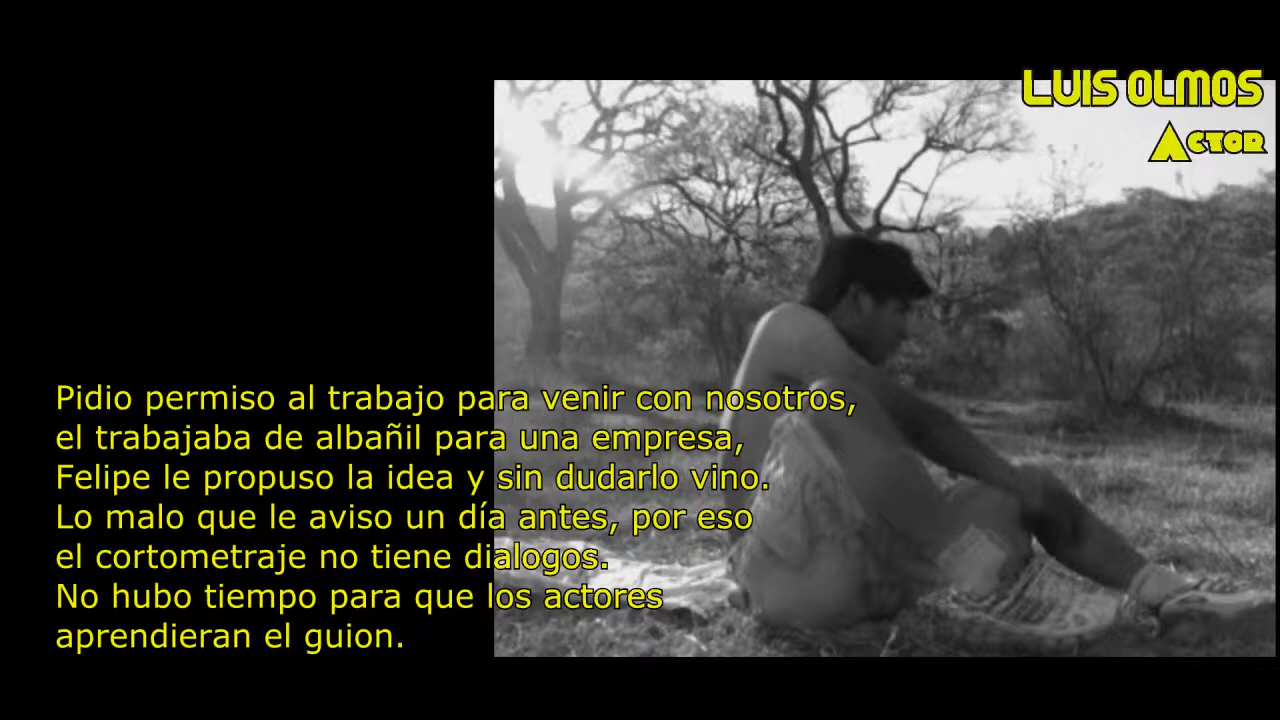 LUIS OLMOS
ACTOR
Pidio permiso al trabajo para venir con nosotros,
el trabajaba de albañil para una empresa,
Felipe le propuso la idea y sin dudarlo vino.
Lo malo que le aviso un día antes, por eso
el cortometraje no tiene dialogos.
No hubo tiempo para que los actores
aprendieran el guion.